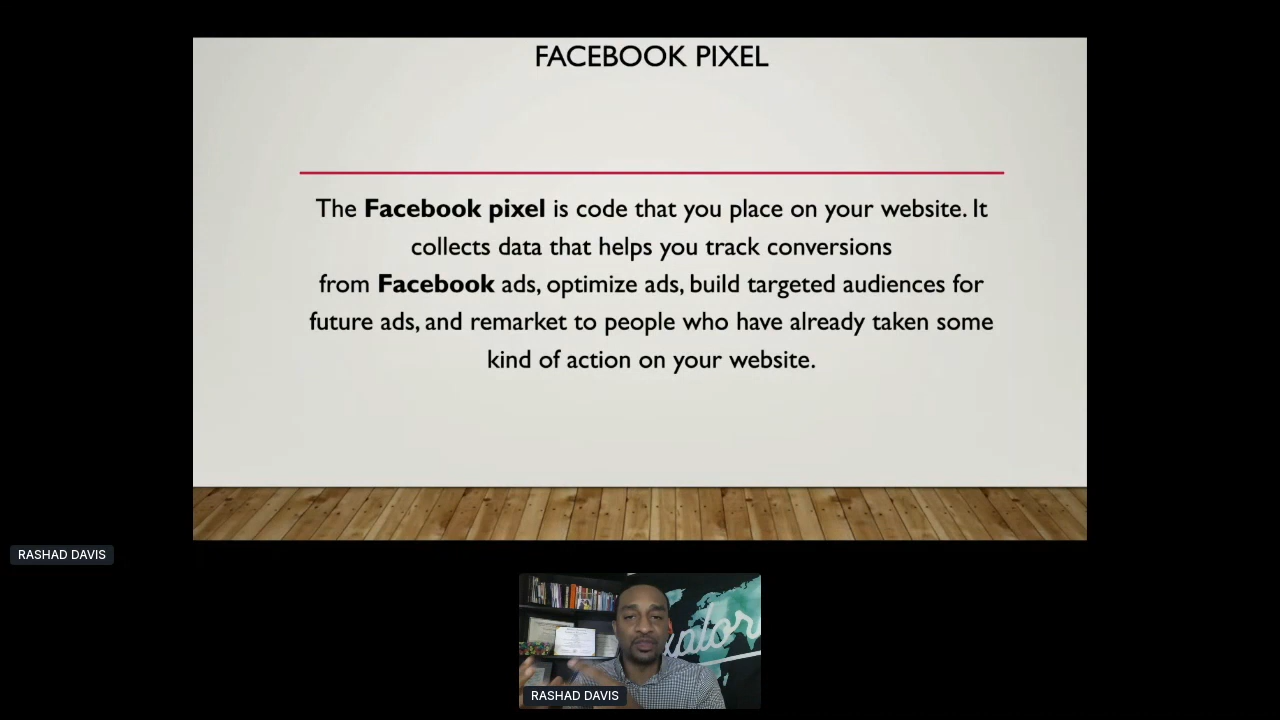 FACEBOOK PIXEL
The Facebook pixel is code that you place on your website. It
collects data that helps you track conversions
from Facebook ads, optimize ads, build targeted audiences for
future ads, and remarket to people who have already taken some
kind of action on your website.
RASHAD DAVIS
RASHAD DAVIS